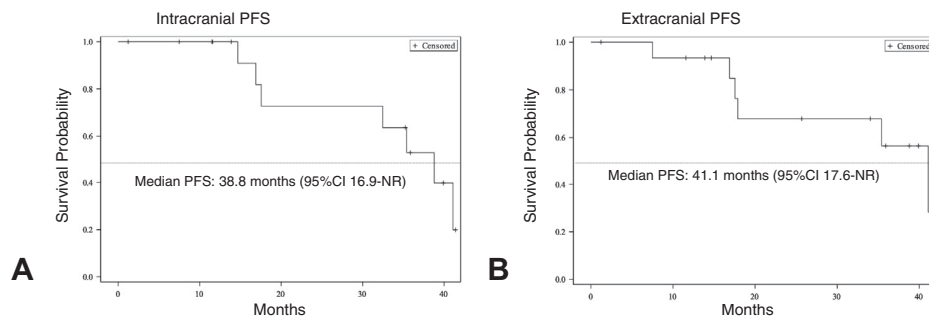 Intracranial PFS
+ Censored
Survival Probability
1.0
0.8
0.6
0.4
0.2
0.0
Median PFS: 38.8 months (95%CI 16.9-NR)
0 10 20 30 40
Months
A
Extracranial PFS
+ Censored
Survival Probability
1.0
0.8
0.6
0.4
0.2
0.0
Median PFS: 41.1 months (95%CI 17.6-NR)
0 10 20 30 40
Months
B